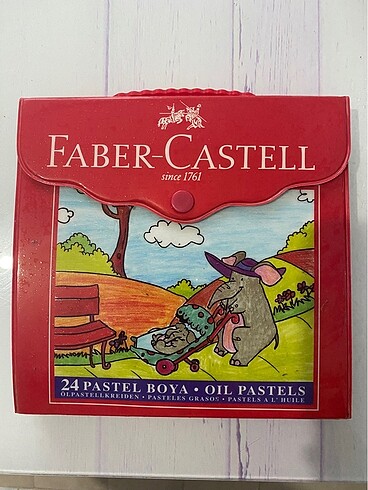 FABER-CASTELL
since 1761
24 PASTEL BOYA • OIL PASTELS
ÖLPASTELLKREIDEN • PASTELES GRASOS • PASTELS A L'HUILE